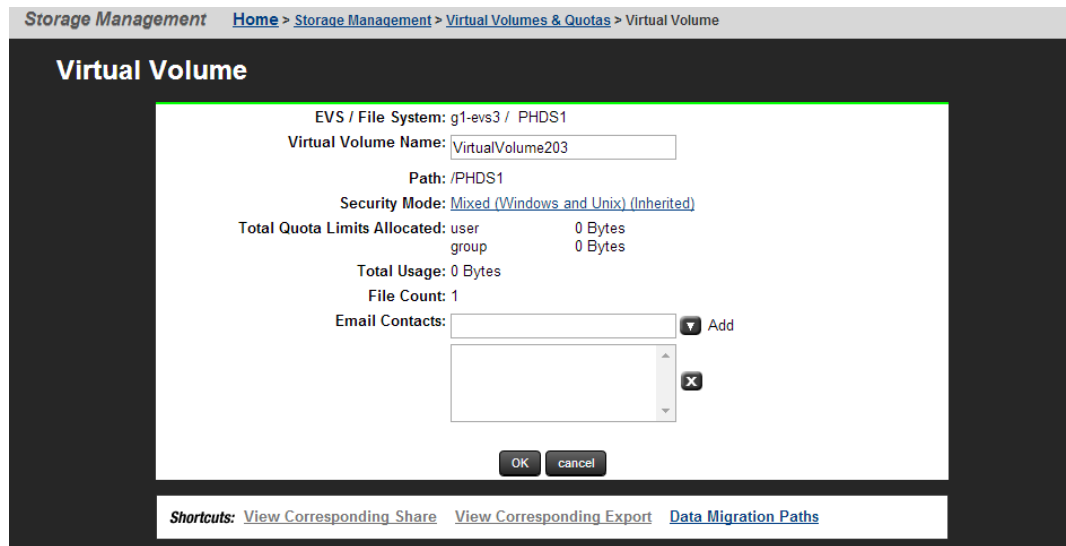 Storage Management Home > Storage Management > Virtual Volumes & Quotas > Virtual Volume
Virtual Volume
EVS / File System: g1-evs3 / PHDS1
Virtual Volume Name: VirtualVolume203
Path: /PHDS1
Security Mode: Mixed (Windows and Unix) (Inherited)
Total Quota Limits Allocated: user 0 Bytes
group 0 Bytes
Total Usage: 0 Bytes
File Count: 1
Email Contacts: Add
X
OK cancel
Shortcuts: View Corresponding Share View Corresponding Export Data Migration Paths